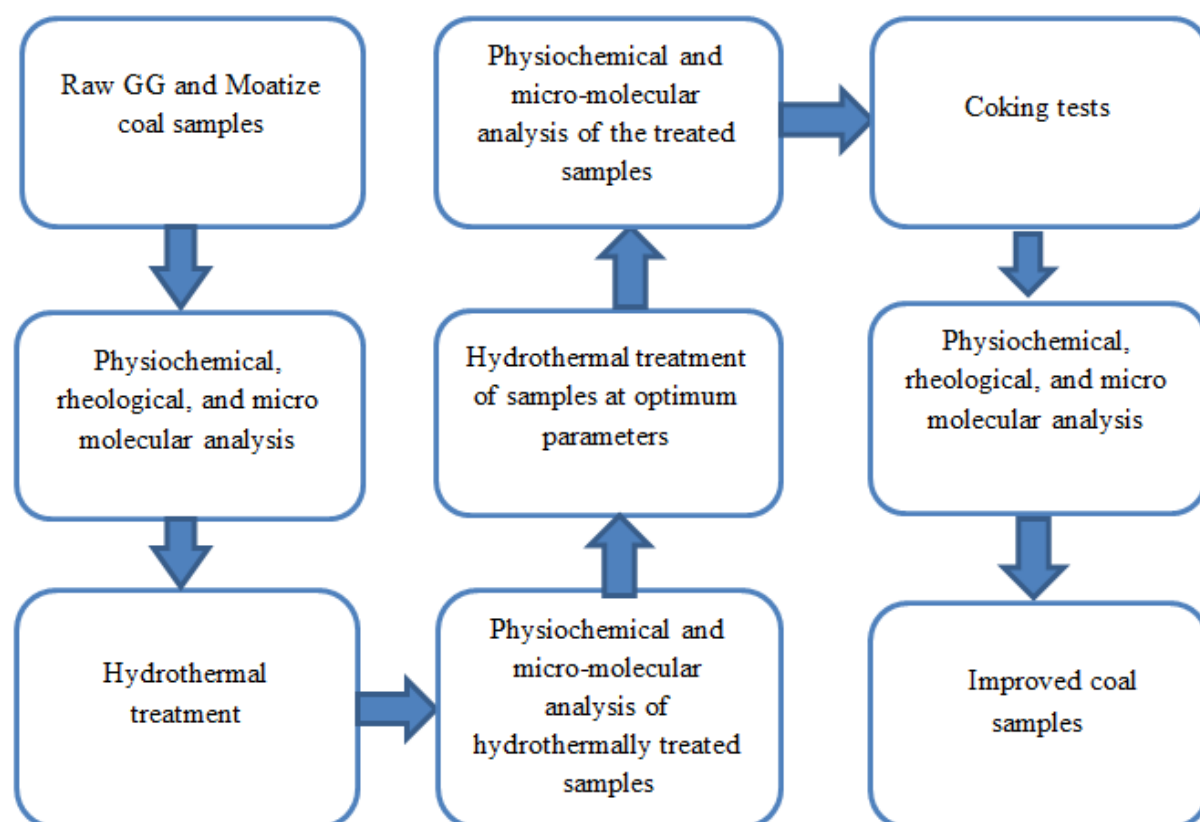 Raw GG and Moatize
coal samples
Physiochemical,
rheological, and micro
molecular analysis
Hydrothermal
treatment
Physiochemical and
micro-molecular
analysis of
hydrothermally treated
samples
Hydrothermal treatment
of samples at optimum
parameters
Physiochemical and
micro-molecular
analysis of the treated
samples
Coking tests
Physiochemical,
rheological, and micro
molecular analysis
Improved coal
samples